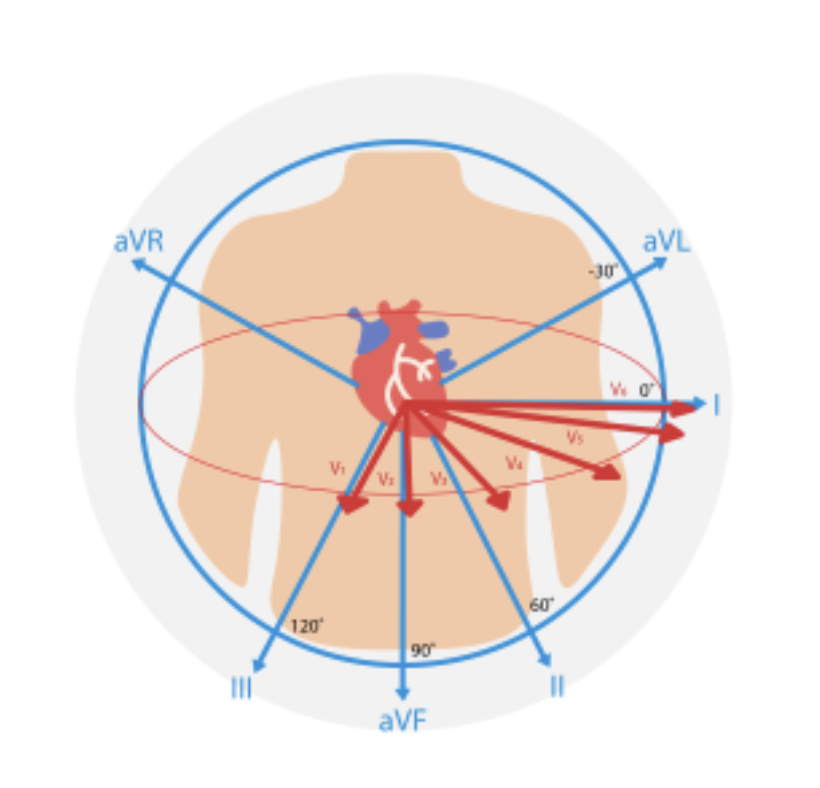 aVR
aVL
-30°
V₆
0°
I
V₅
V₄
V₁
V₂
V₃
60°
120°
90°
III
II
aVF